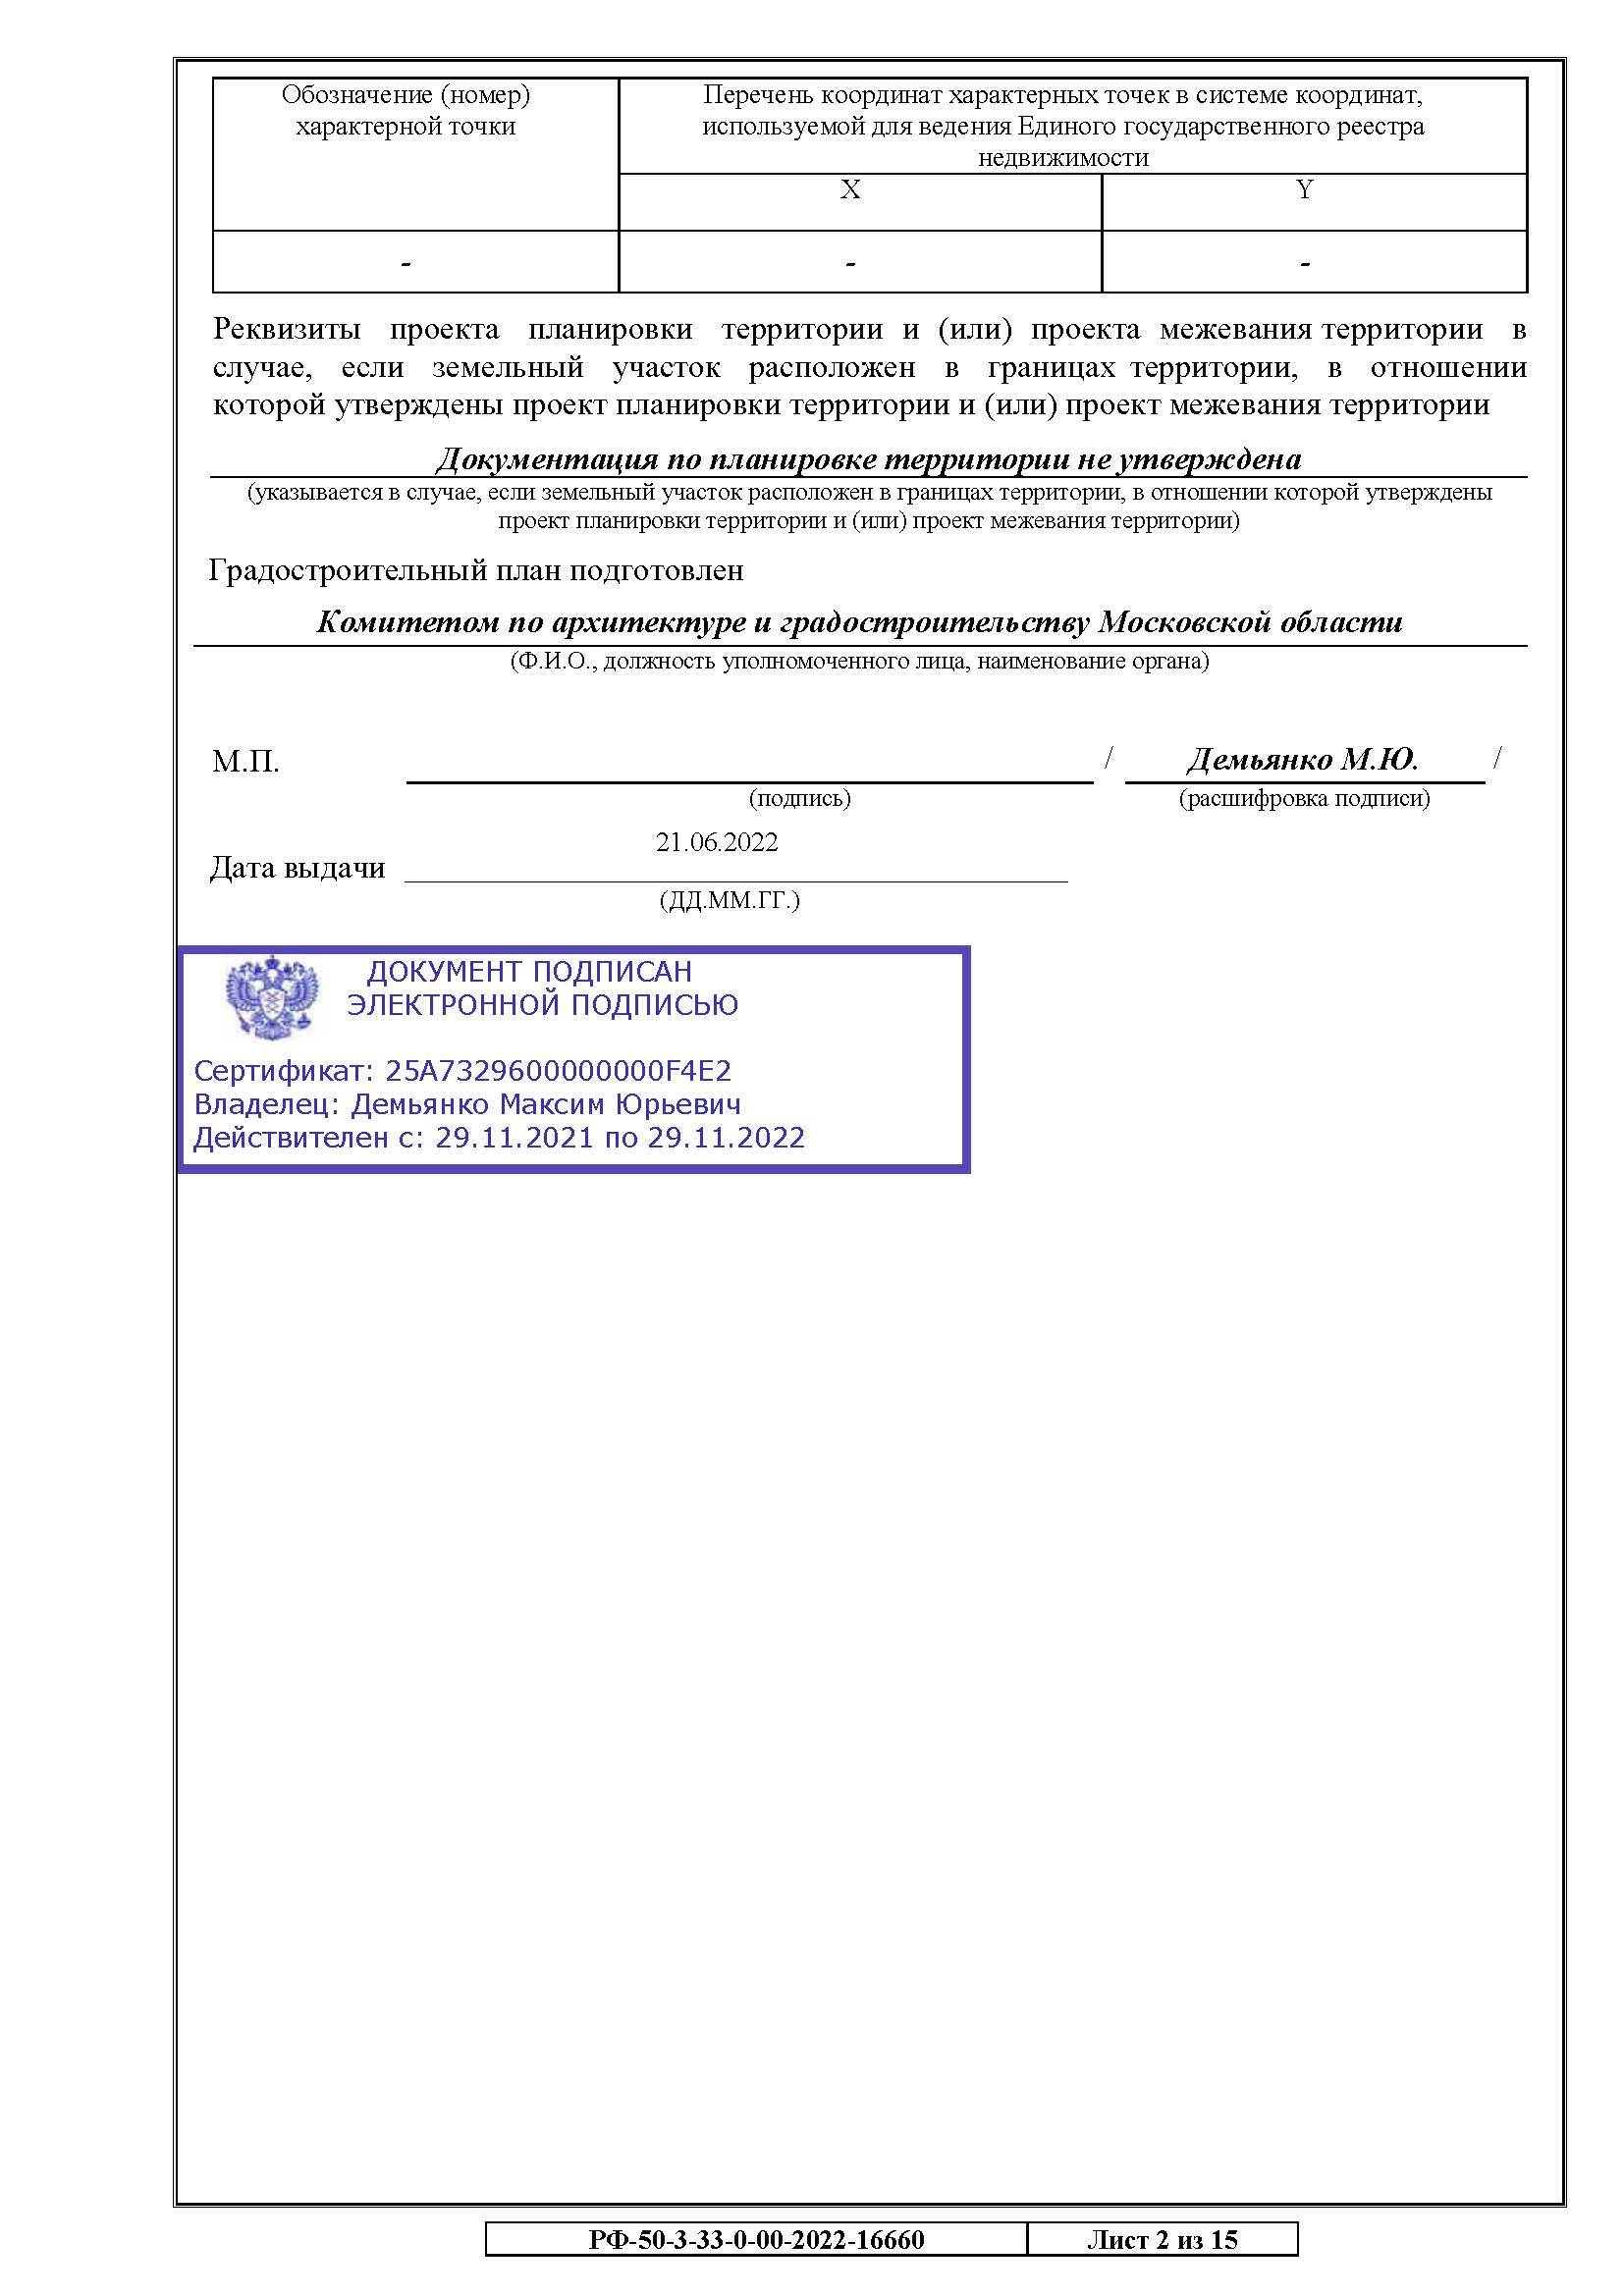 Обозначение (номер)
характерной точки
Перечень координат характерных точек в системе координат,
используемой для ведения Единого государственного реестра
недвижимости
X
Y
-
-
-
Реквизиты проекта планировки территории и (или) проекта межевания территории в
случае, если земельный участок расположен в границах территории, в отношении
которой утверждены проект планировки территории и (или) проект межевания территории
Документация по планировке территории не утверждена
(указывается в случае, если земельный участок расположен в границах территории, в отношении которой утверждены
проект планировки территории и (или) проект межевания территории)
Градостроительный план подготовлен
Комитетом по архитектуре и градостроительству Московской области
(Ф.И.О., должность уполномоченного лица, наименование органа)
М.П. / Демьянко М.Ю. /
(подпись) (расшифровка подписи)
21.06.2022
Дата выдачи
(ДД.ММ.ГГ.)
ДОКУМЕНТ ПОДПИСАН
ЭЛЕКТРОННОЙ ПОДПИСЬЮ
Сертификат: 25A7329600000000F4E2
Владелец: Демьянко Максим Юрьевич
Действителен с: 29.11.2021 по 29.11.2022
РФ-50-3-33-0-00-2022-16660
Лист 2 из 15